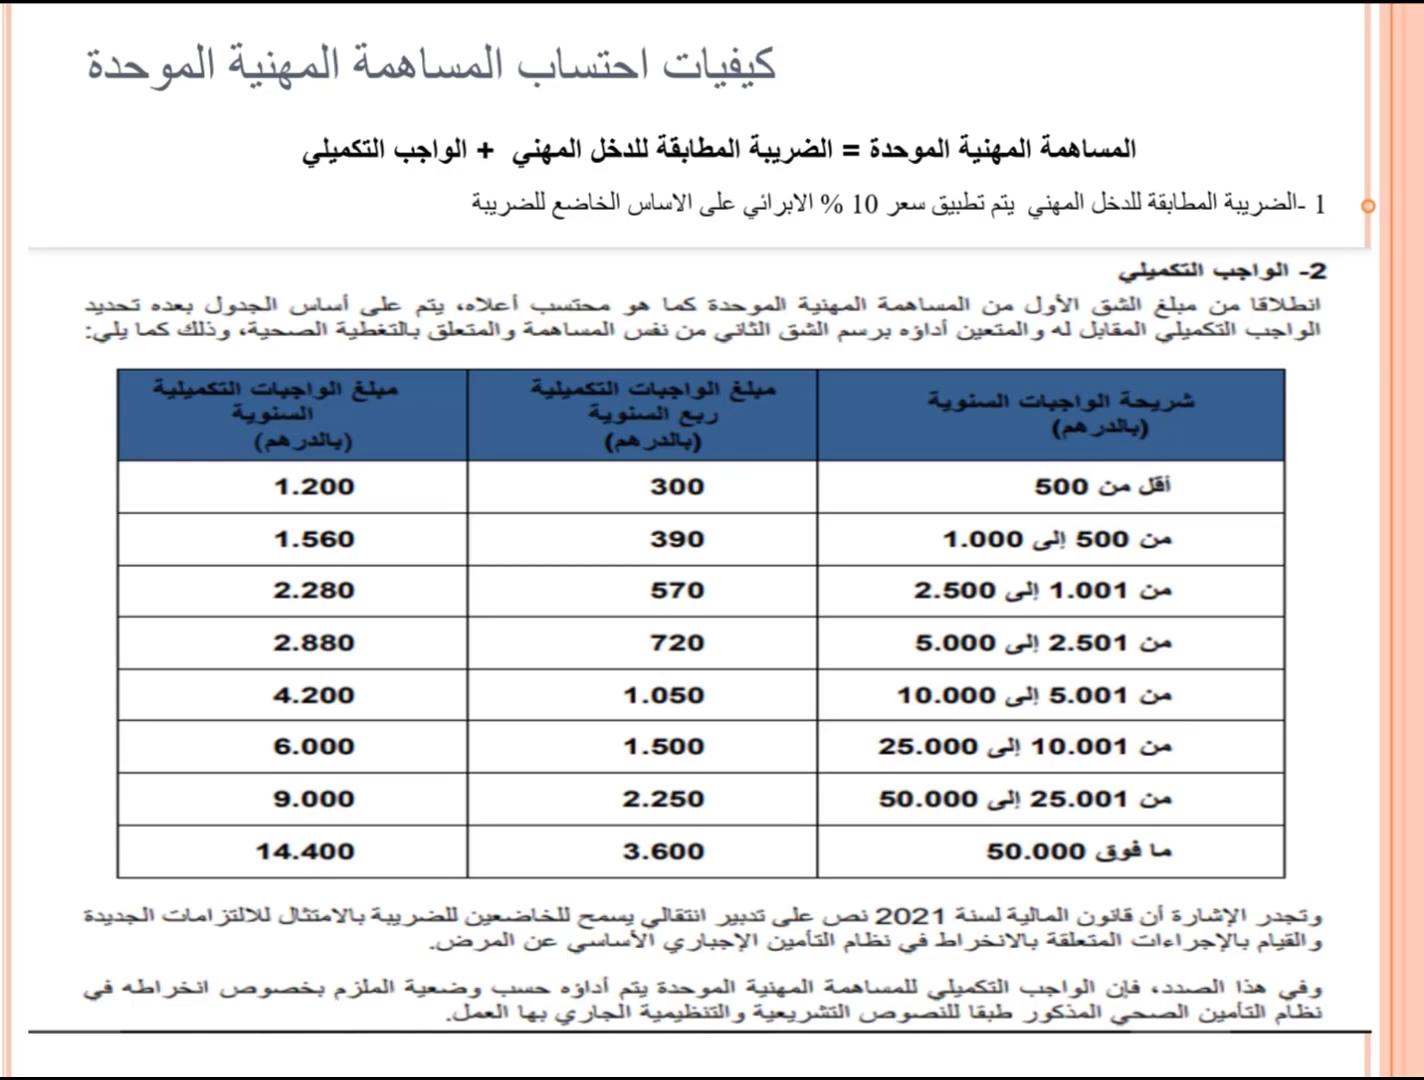 كيفيات احتساب المساهمة المهنية الموحدة
المساهمة المهنية الموحدة = الضريبة المطابقة للدخل المهني + الواجب التكميلي
1 -الضريبة المطابقة للدخل المهني يتم تطبيق سعر 10 % الابرائي على الاساس الخاضع للضريبة
2- الواجب التكميلي
انطلاقا من مبلغ الشق الأول من المساهمة المهنية الموحدة كما هو محتسب أعلاه، يتم على أساس الجدول بعده تحديد
الواجب التكميلي المقابل له والمتعين أداؤه برسم الشق الثاني من نفس المساهمة والمتعلق بالتغطية الصحية، وذلك كما يلي:
شريحة الواجبات السنوية
(بالدرهم)
مبلغ الواجبات التكميلية
ربع السنوية
(بالدرهم)
مبلغ الواجبات التكميلية
السنوية
(بالدرهم)
أقل من 500 300 1.200
من 500 إلى 1.000 390 1.560
من 1.001 إلى 2.500 570 2.280
من 2.501 إلى 5.000 720 2.880
من 5.001 إلى 10.000 1.050 4.200
من 10.001 إلى 25.000 1.500 6.000
من 25.001 إلى 50.000 2.250 9.000
ما فوق 50.000 3.600 14.400
وتجدر الإشارة أن قانون المالية لسنة 2021 نص على تدبير انتقالي يسمح للخاضعين للضريبة بالامتثال للالتزامات الجديدة
والقيام بالإجراءات المتعلقة بالانخراط في نظام التأمين الإجباري الأساسي عن المرض.
وفي هذا الصدد، فإن الواجب التكميلي للمساهمة المهنية الموحدة يتم أداؤه حسب وضعية الملزم بخصوص انخراطه في
نظام التأمين الصحي المذكور طبقا للنصوص التشريعية والتنظيمية الجاري بها العمل.